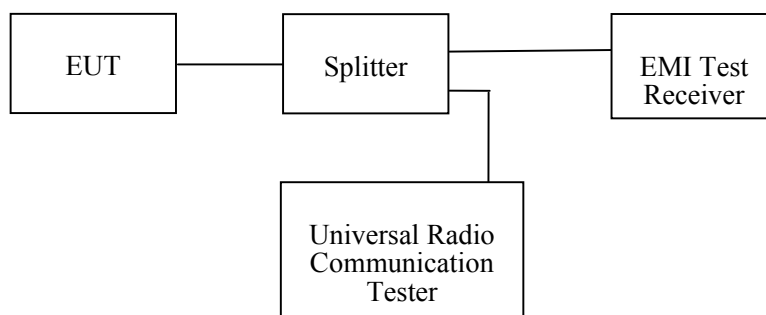 EUT
Splitter
EMI Test
Receiver
Universal Radio
Communication
Tester